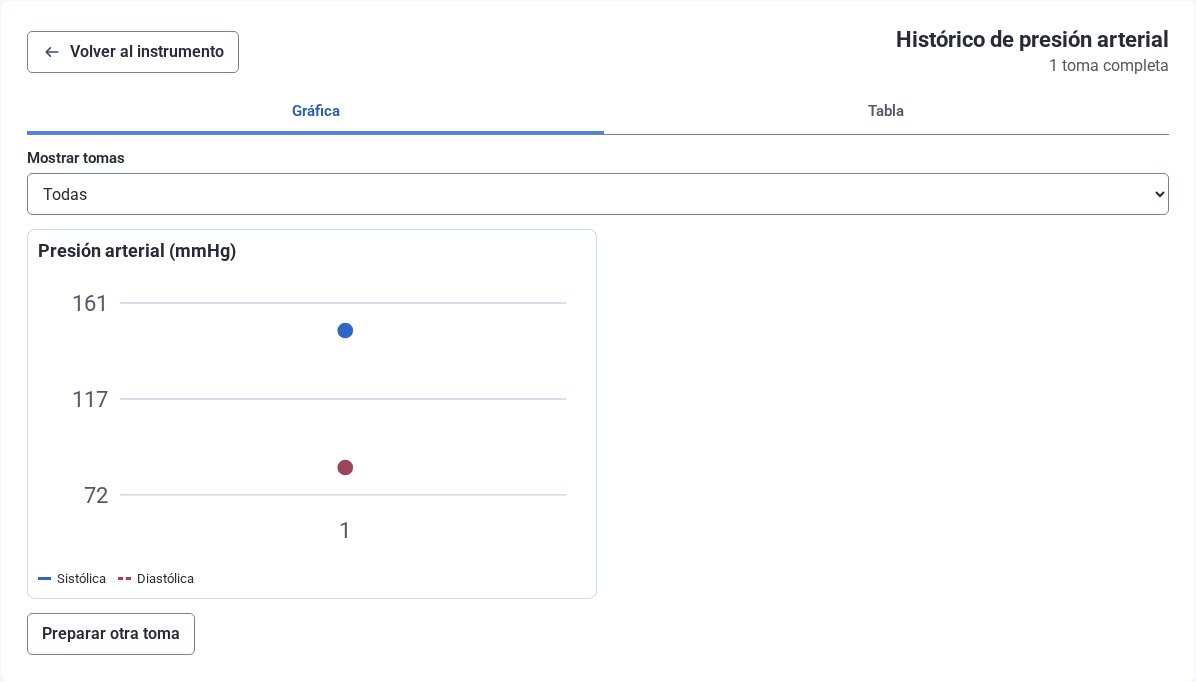 Volver al instrumento
Histórico de presión arterial
1 toma completa
Gráfica
Tabla
Mostrar tomas
Todas
Presión arterial (mmHg)
161
117
72
1
Sistólica
Diastólica
Preparar otra toma